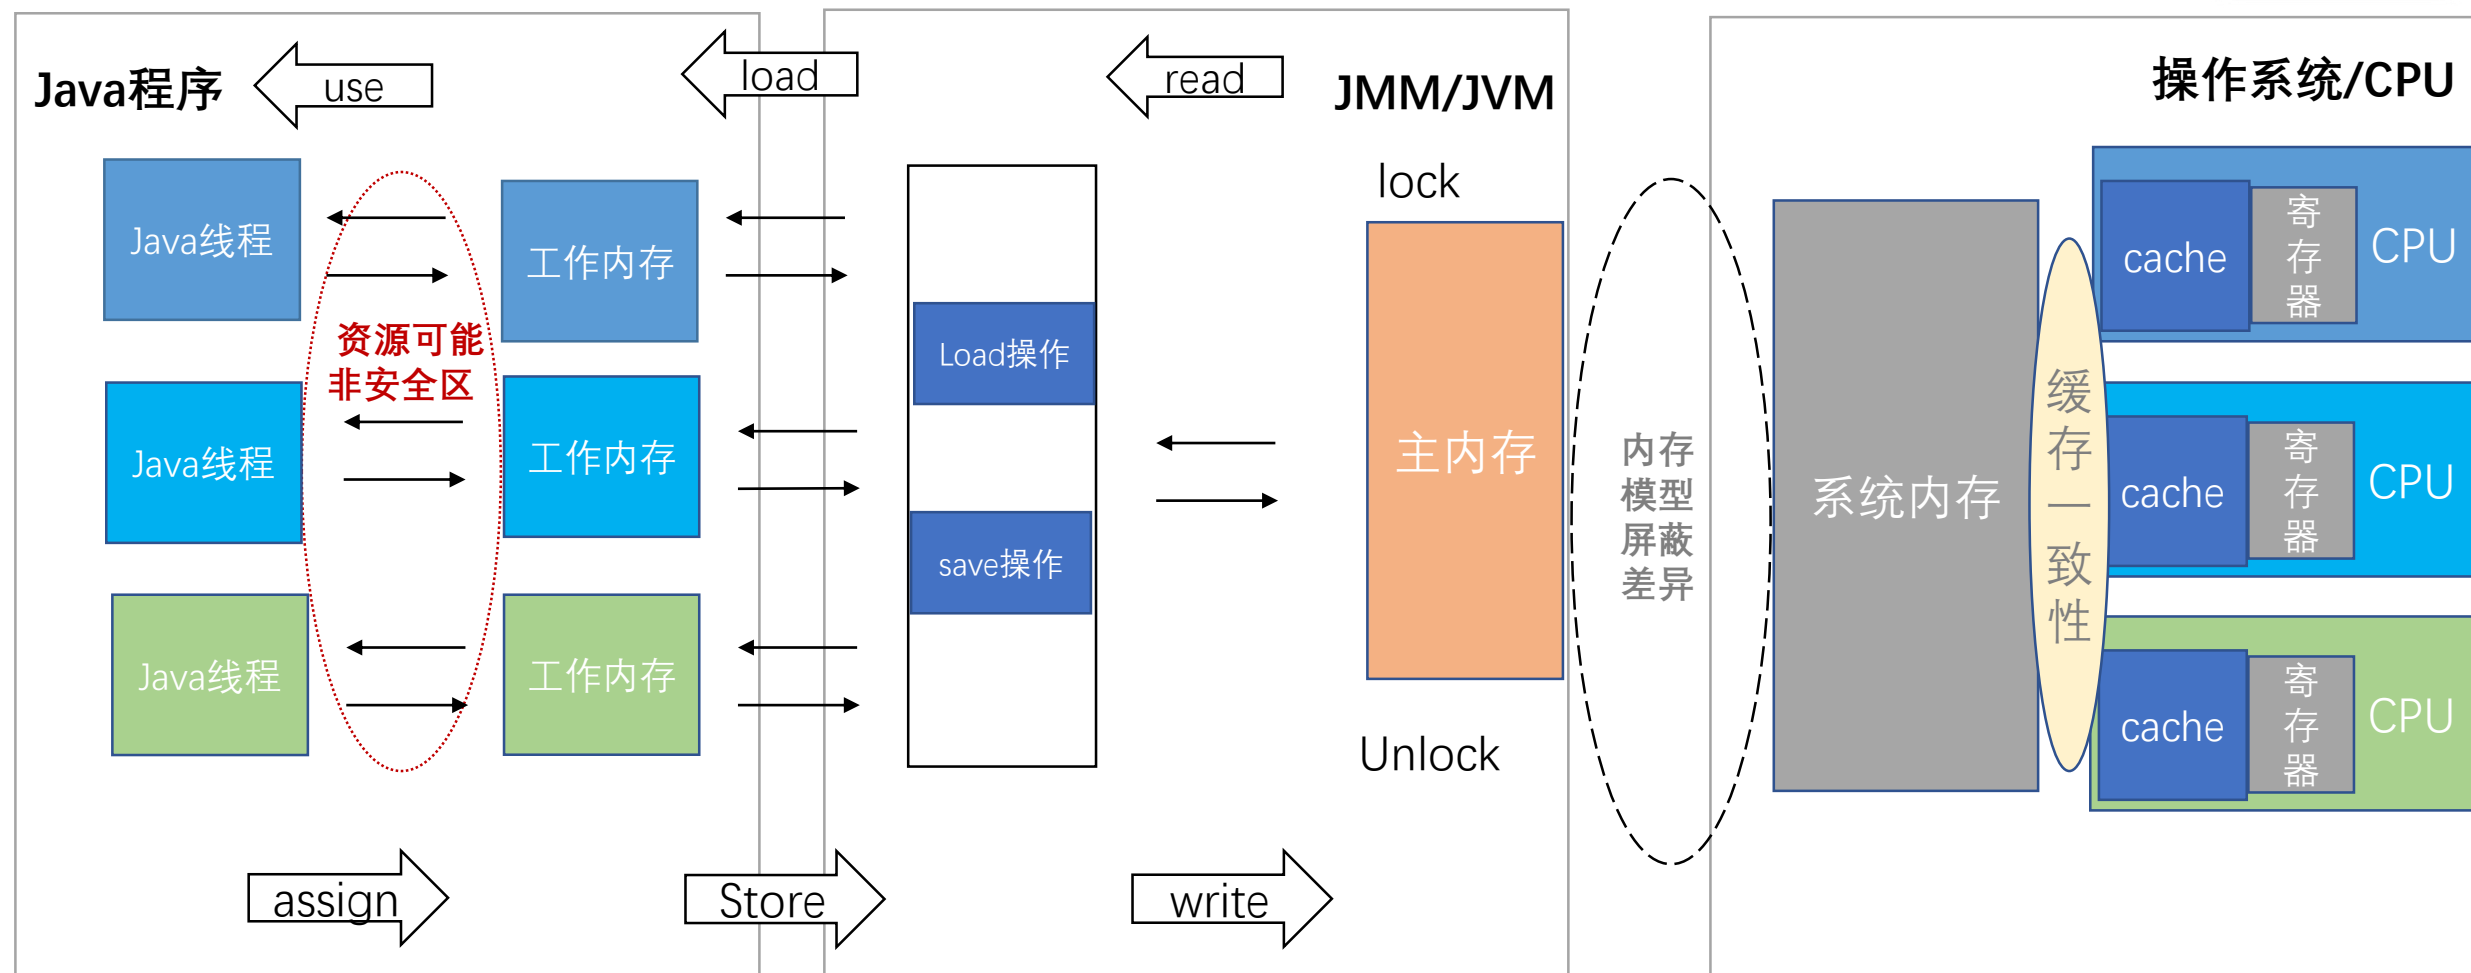 Java程序
use
load
read
JMM/JVM
操作系统/CPU
lock
Java线程
工作内存
资源可能
非安全区
Load操作
Java线程
工作内存
主内存
save操作
Java线程
工作内存
Unlock
内存
模型
屏蔽
差异
系统内存
缓存一致性
cache
寄存器
CPU
cache
寄存器
CPU
cache
寄存器
CPU
assign
Store
write